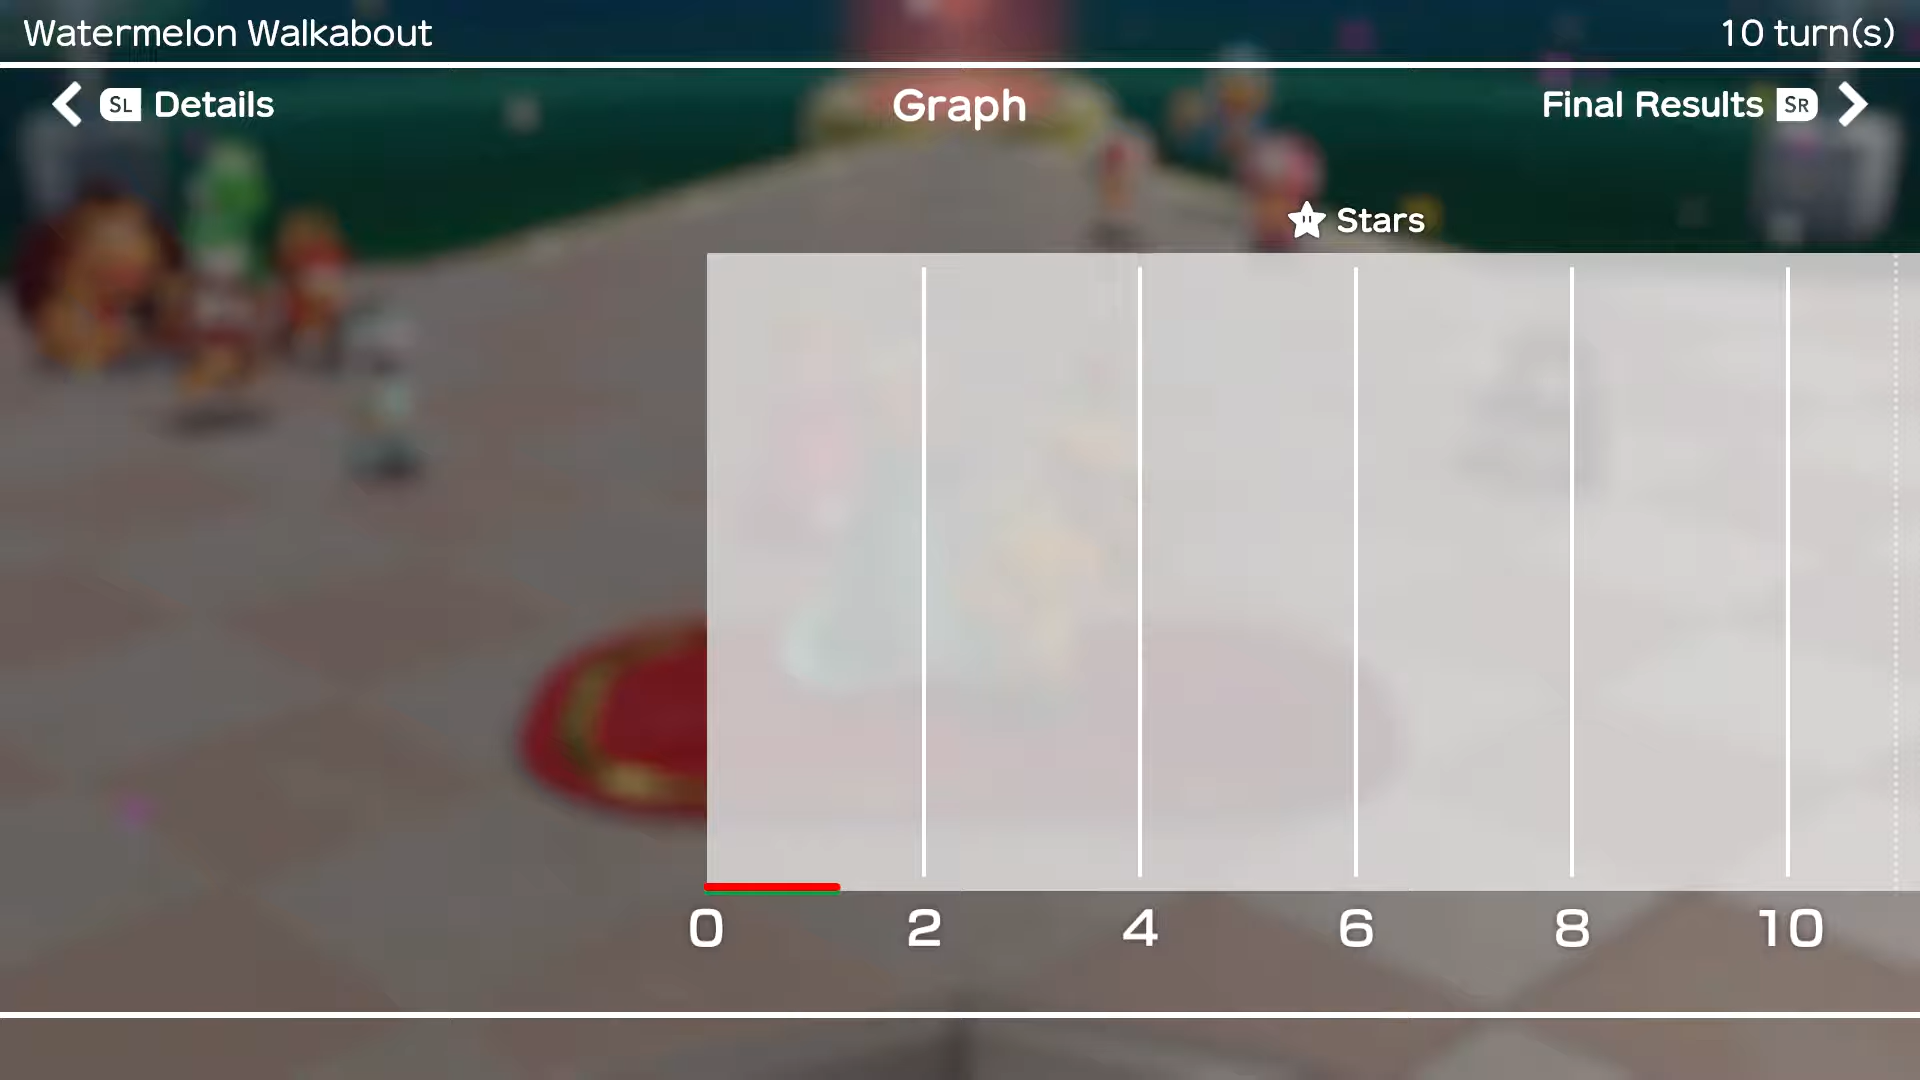 Watermelon Walkabout
10 turn(s)
SL Details
Graph
Final Results SR
Stars
0 2 4 6 8 10